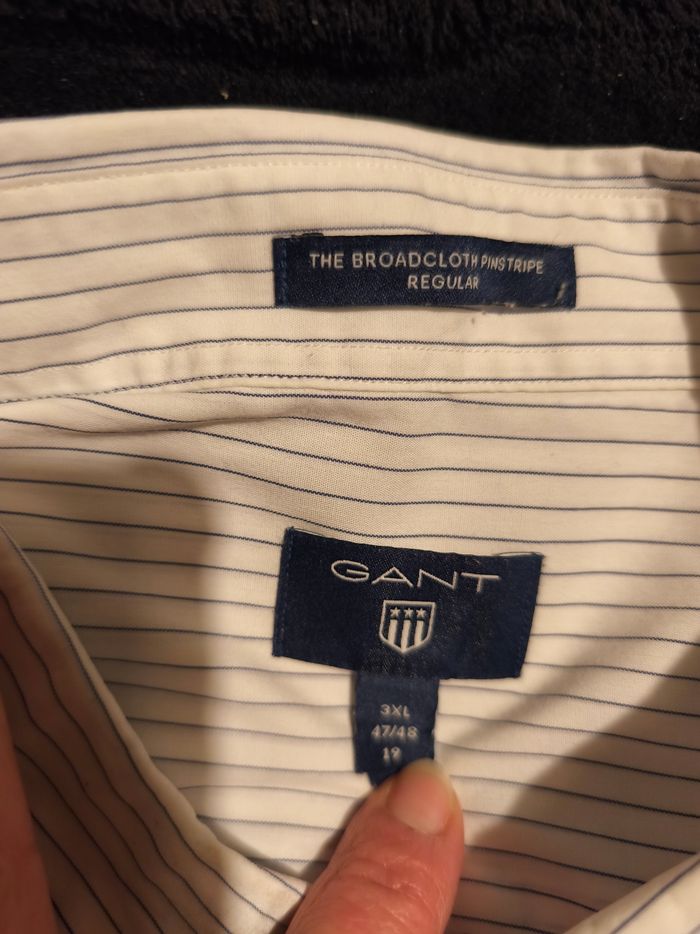 THE BROADCLOTH PINSTRIPE
REGULAR
GANT
3XL
47/48
19